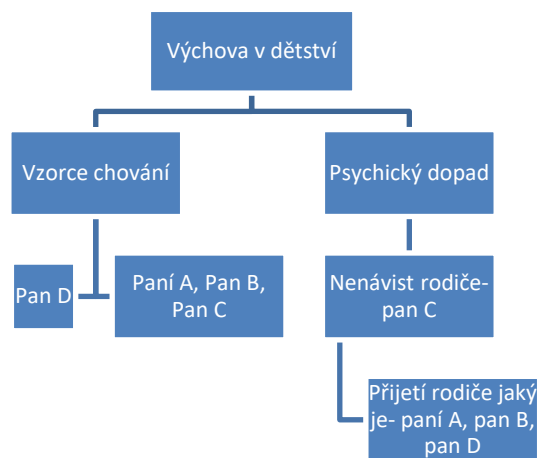 Výchova v dětství
Vzorce chování
Psychický dopad
Pan D
Paní A, Pan B,
Pan C
Nenávist rodiče-
pan C
Přijetí rodiče jaký
je- paní A, pan B,
pan D